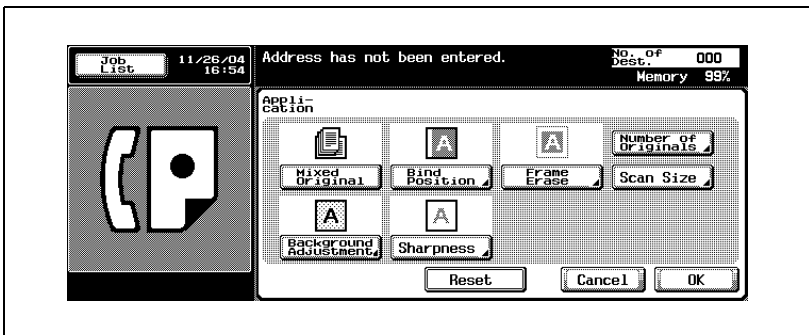 Job
List
11/26/04
16:54
Address has not been entered.
No. of
Dest.
000
Memory 99%
Appli-
cation
A
A
Mixed
Original
Bind
Position
Frame
Erase
Number of
Originals
Scan Size
A
A
Background
Adjustment
Sharpness
Reset
Cancel
OK